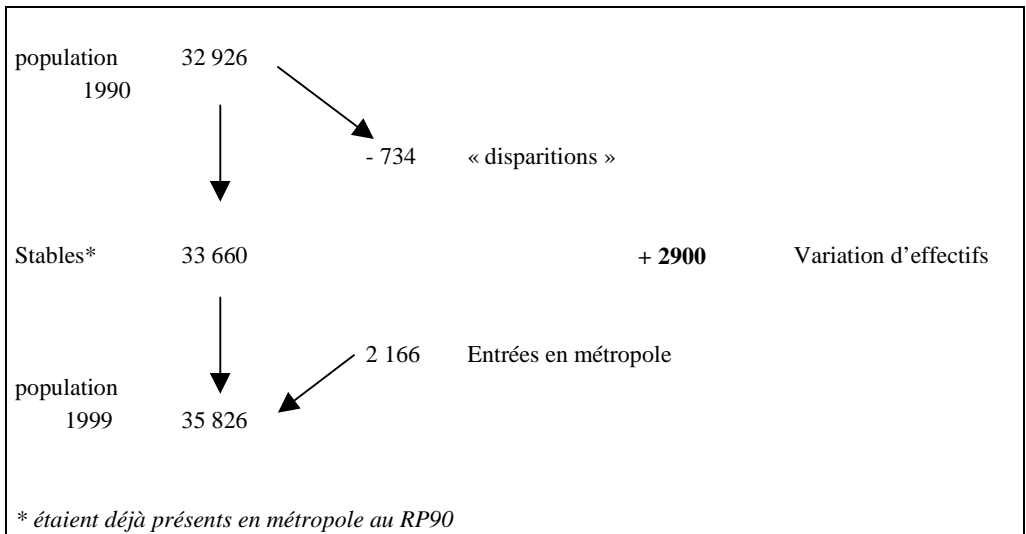 population 32 926
1990
- 734 « disparitions »
Stables* 33 660 + 2900 Variation d’effectifs
2 166 Entrées en métropole
population
1999 35 826
* étaient déjà présents en métropole au RP90